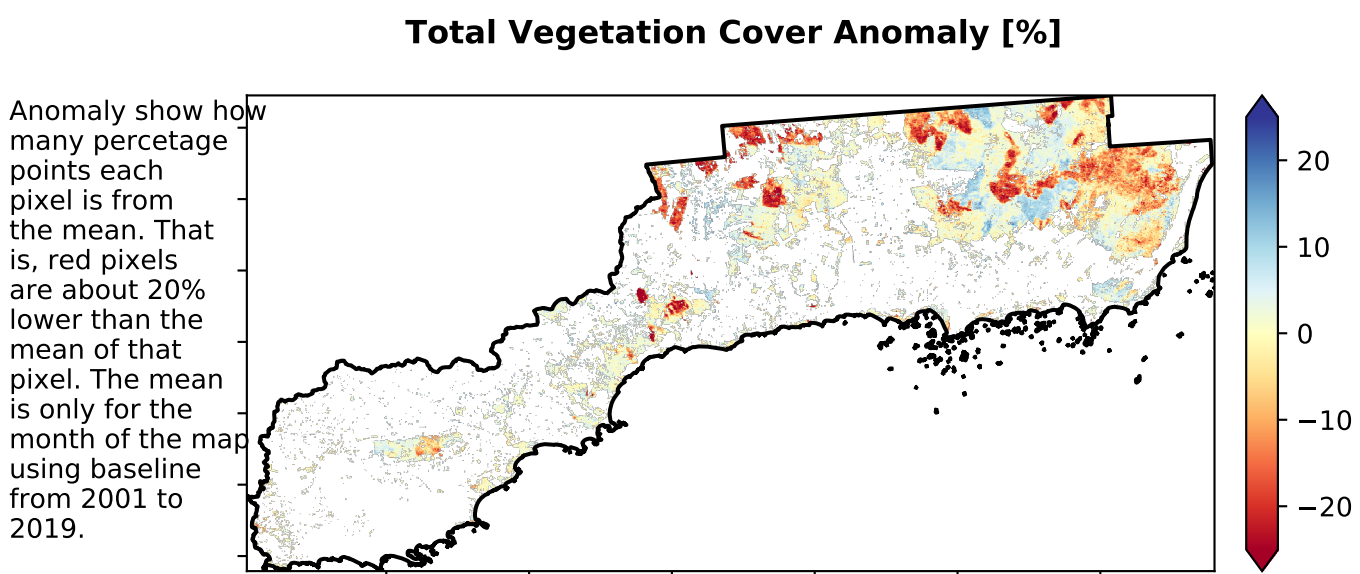 Total Vegetation Cover Anomaly [%]
Anomaly show how
many percetage
points each
pixel is from
the mean. That
is, red pixels
are about 20%
lower than the
mean of that
pixel. The mean
is only for the
month of the map
using baseline
from 2001 to
2019.
20
10
0
−10
−20